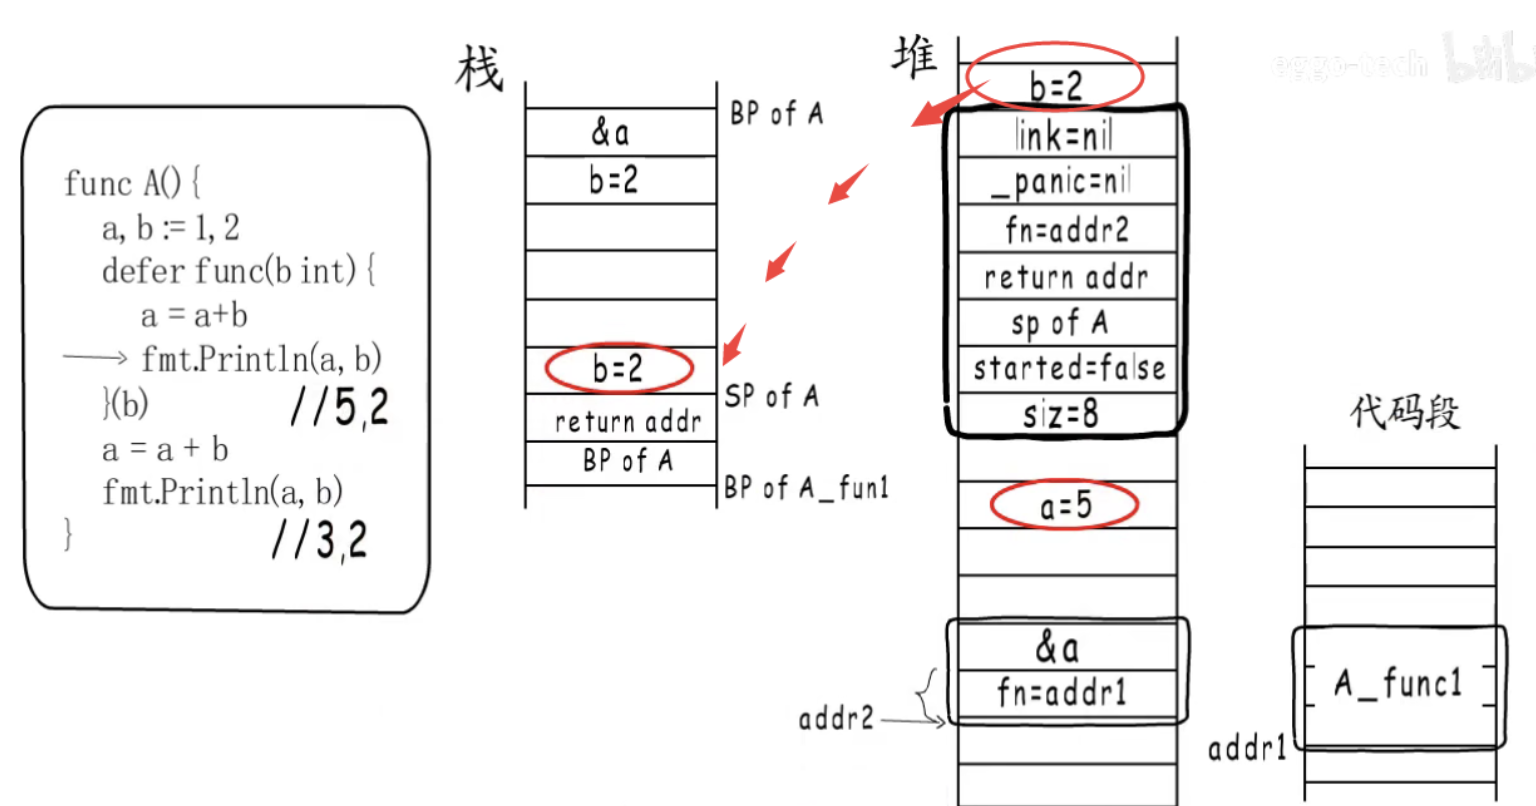 func A() {
a, b := 1, 2
defer func(b int) {
a = a+b
fmt.Println(a, b)
}(b) //5,2
a = a + b
fmt.Println(a, b)
} //3,2
栈
BP of A
&a
b=2
b=2
SP of A
return addr
BP of A
BP of A_fun1
堆
b=2
link=nil
_panic=nil
fn=addr2
return addr
sp of A
started=false
siz=8
a=5
&a
fn=addr1
addr2
代码段
A_func1
addr1
eggo-tech